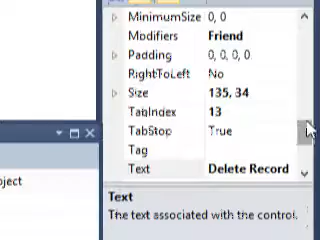 MinimumSize 0, 0
Modifiers Friend
Padding 0, 0, 0, 0
RightToLeft No
Size 135, 34
TabIndex 13
TabStop True
Tag
Text Delete Record
oject
Text
The text associated with the control.